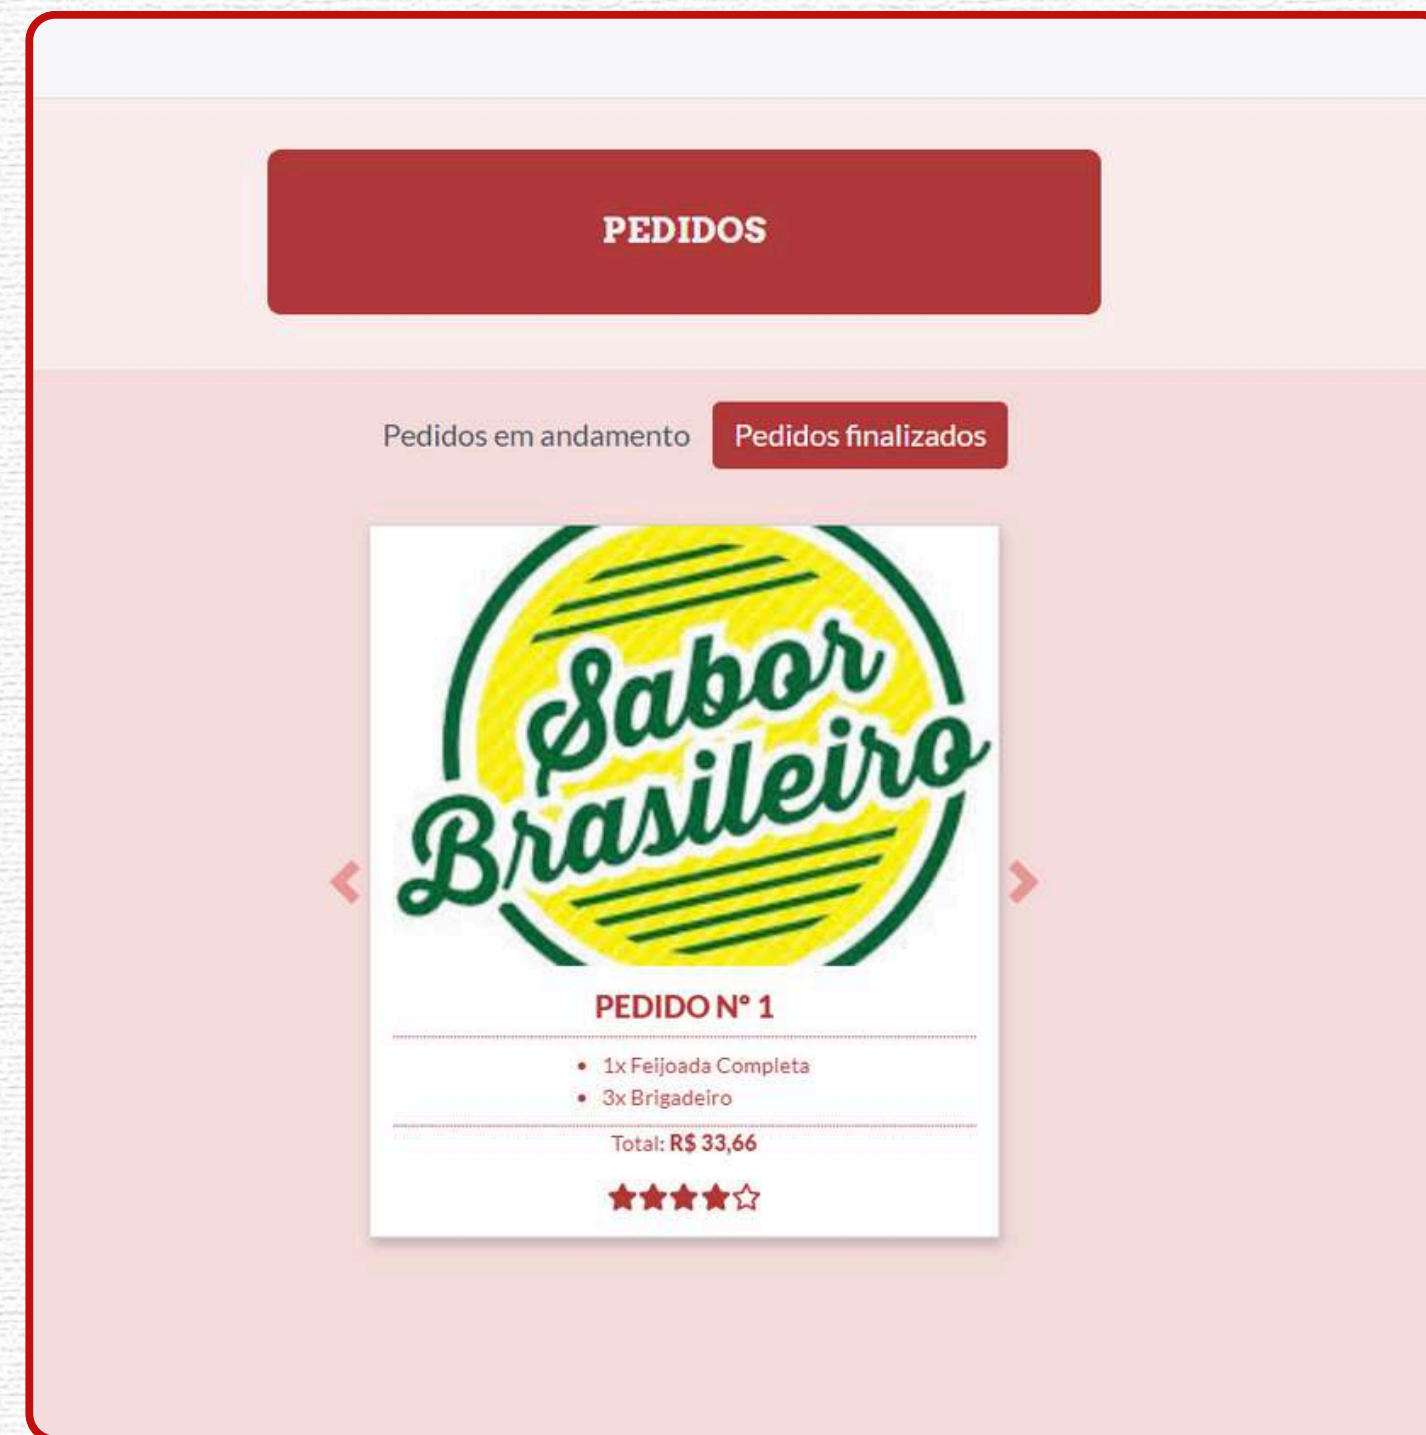 PEDIDOS
Pedidos em andamento
Pedidos finalizados
Sabor
Brasileiro
PEDIDO Nº 1
• 1x Feijoada Completa
• 3x Brigadeiro
Total: R$ 33,66